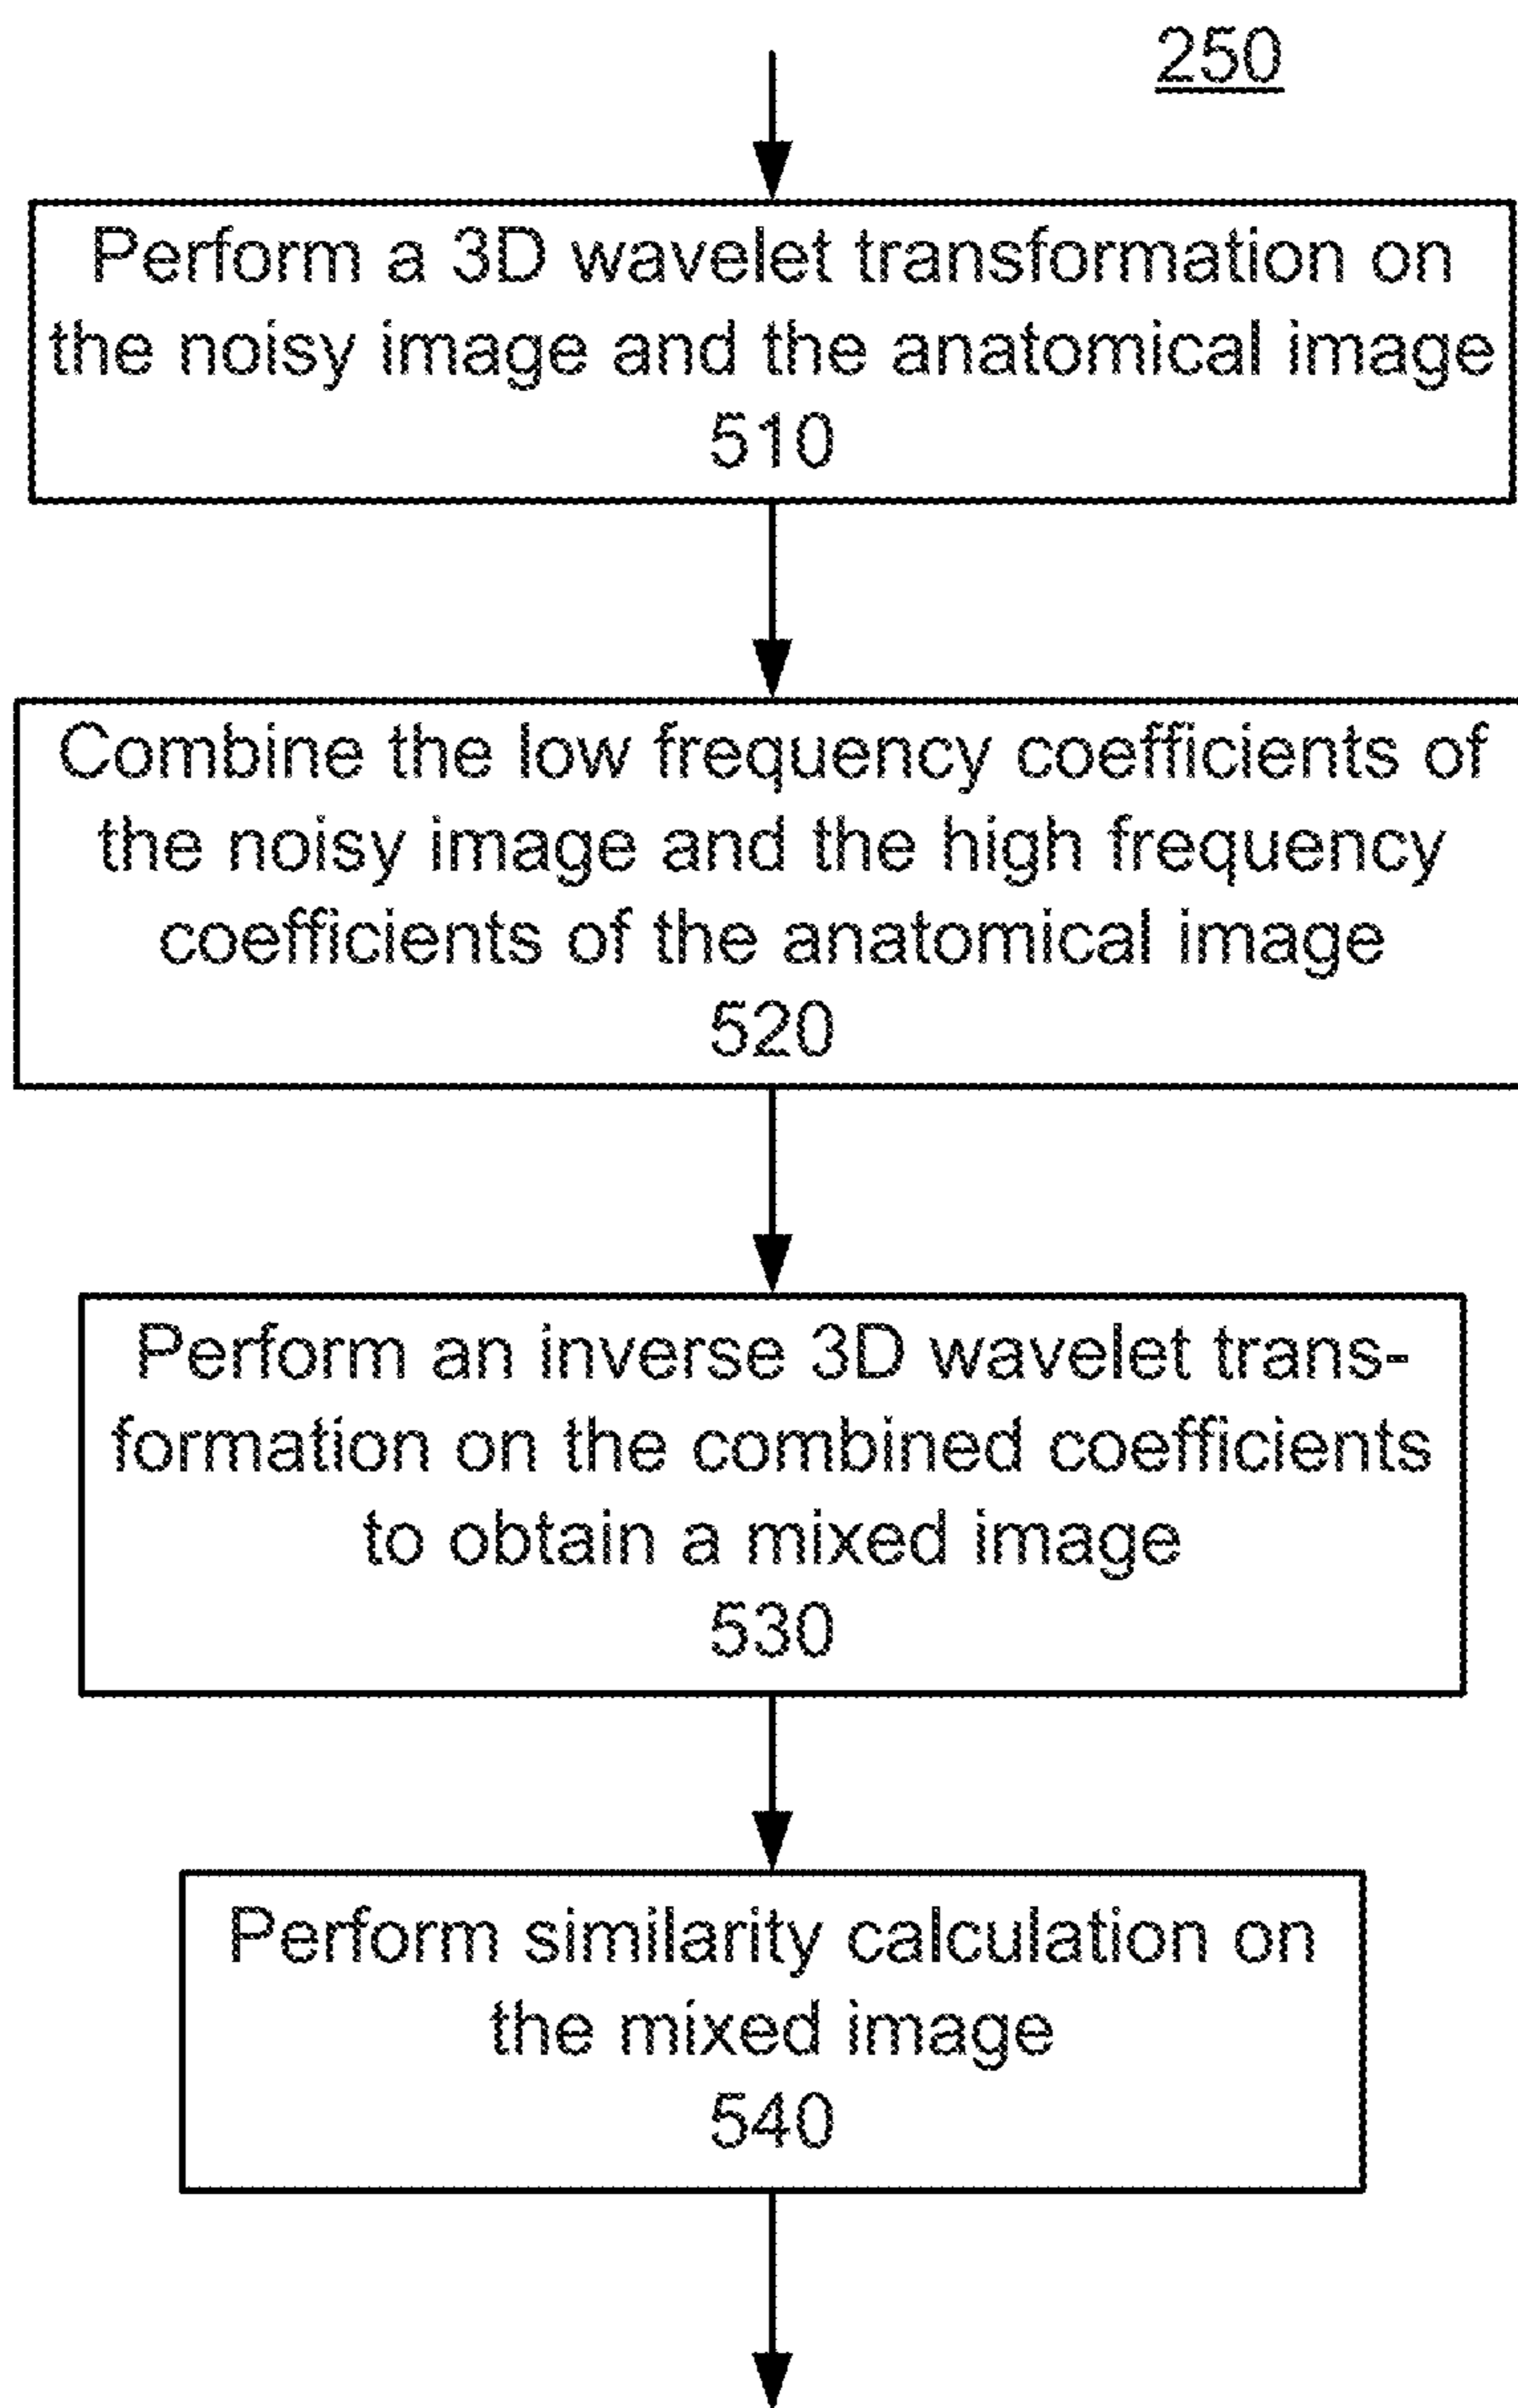 250
Perform a 3D wavelet transformation on
the noisy image and the anatomical image
510
Combine the low frequency coefficients of
the noisy image and the high frequency
coefficients of the anatomical image
520
Perform an inverse 3D wavelet trans-
formation on the combined coefficients
to obtain a mixed image
530
Perform similarity calculation on
the mixed image
540